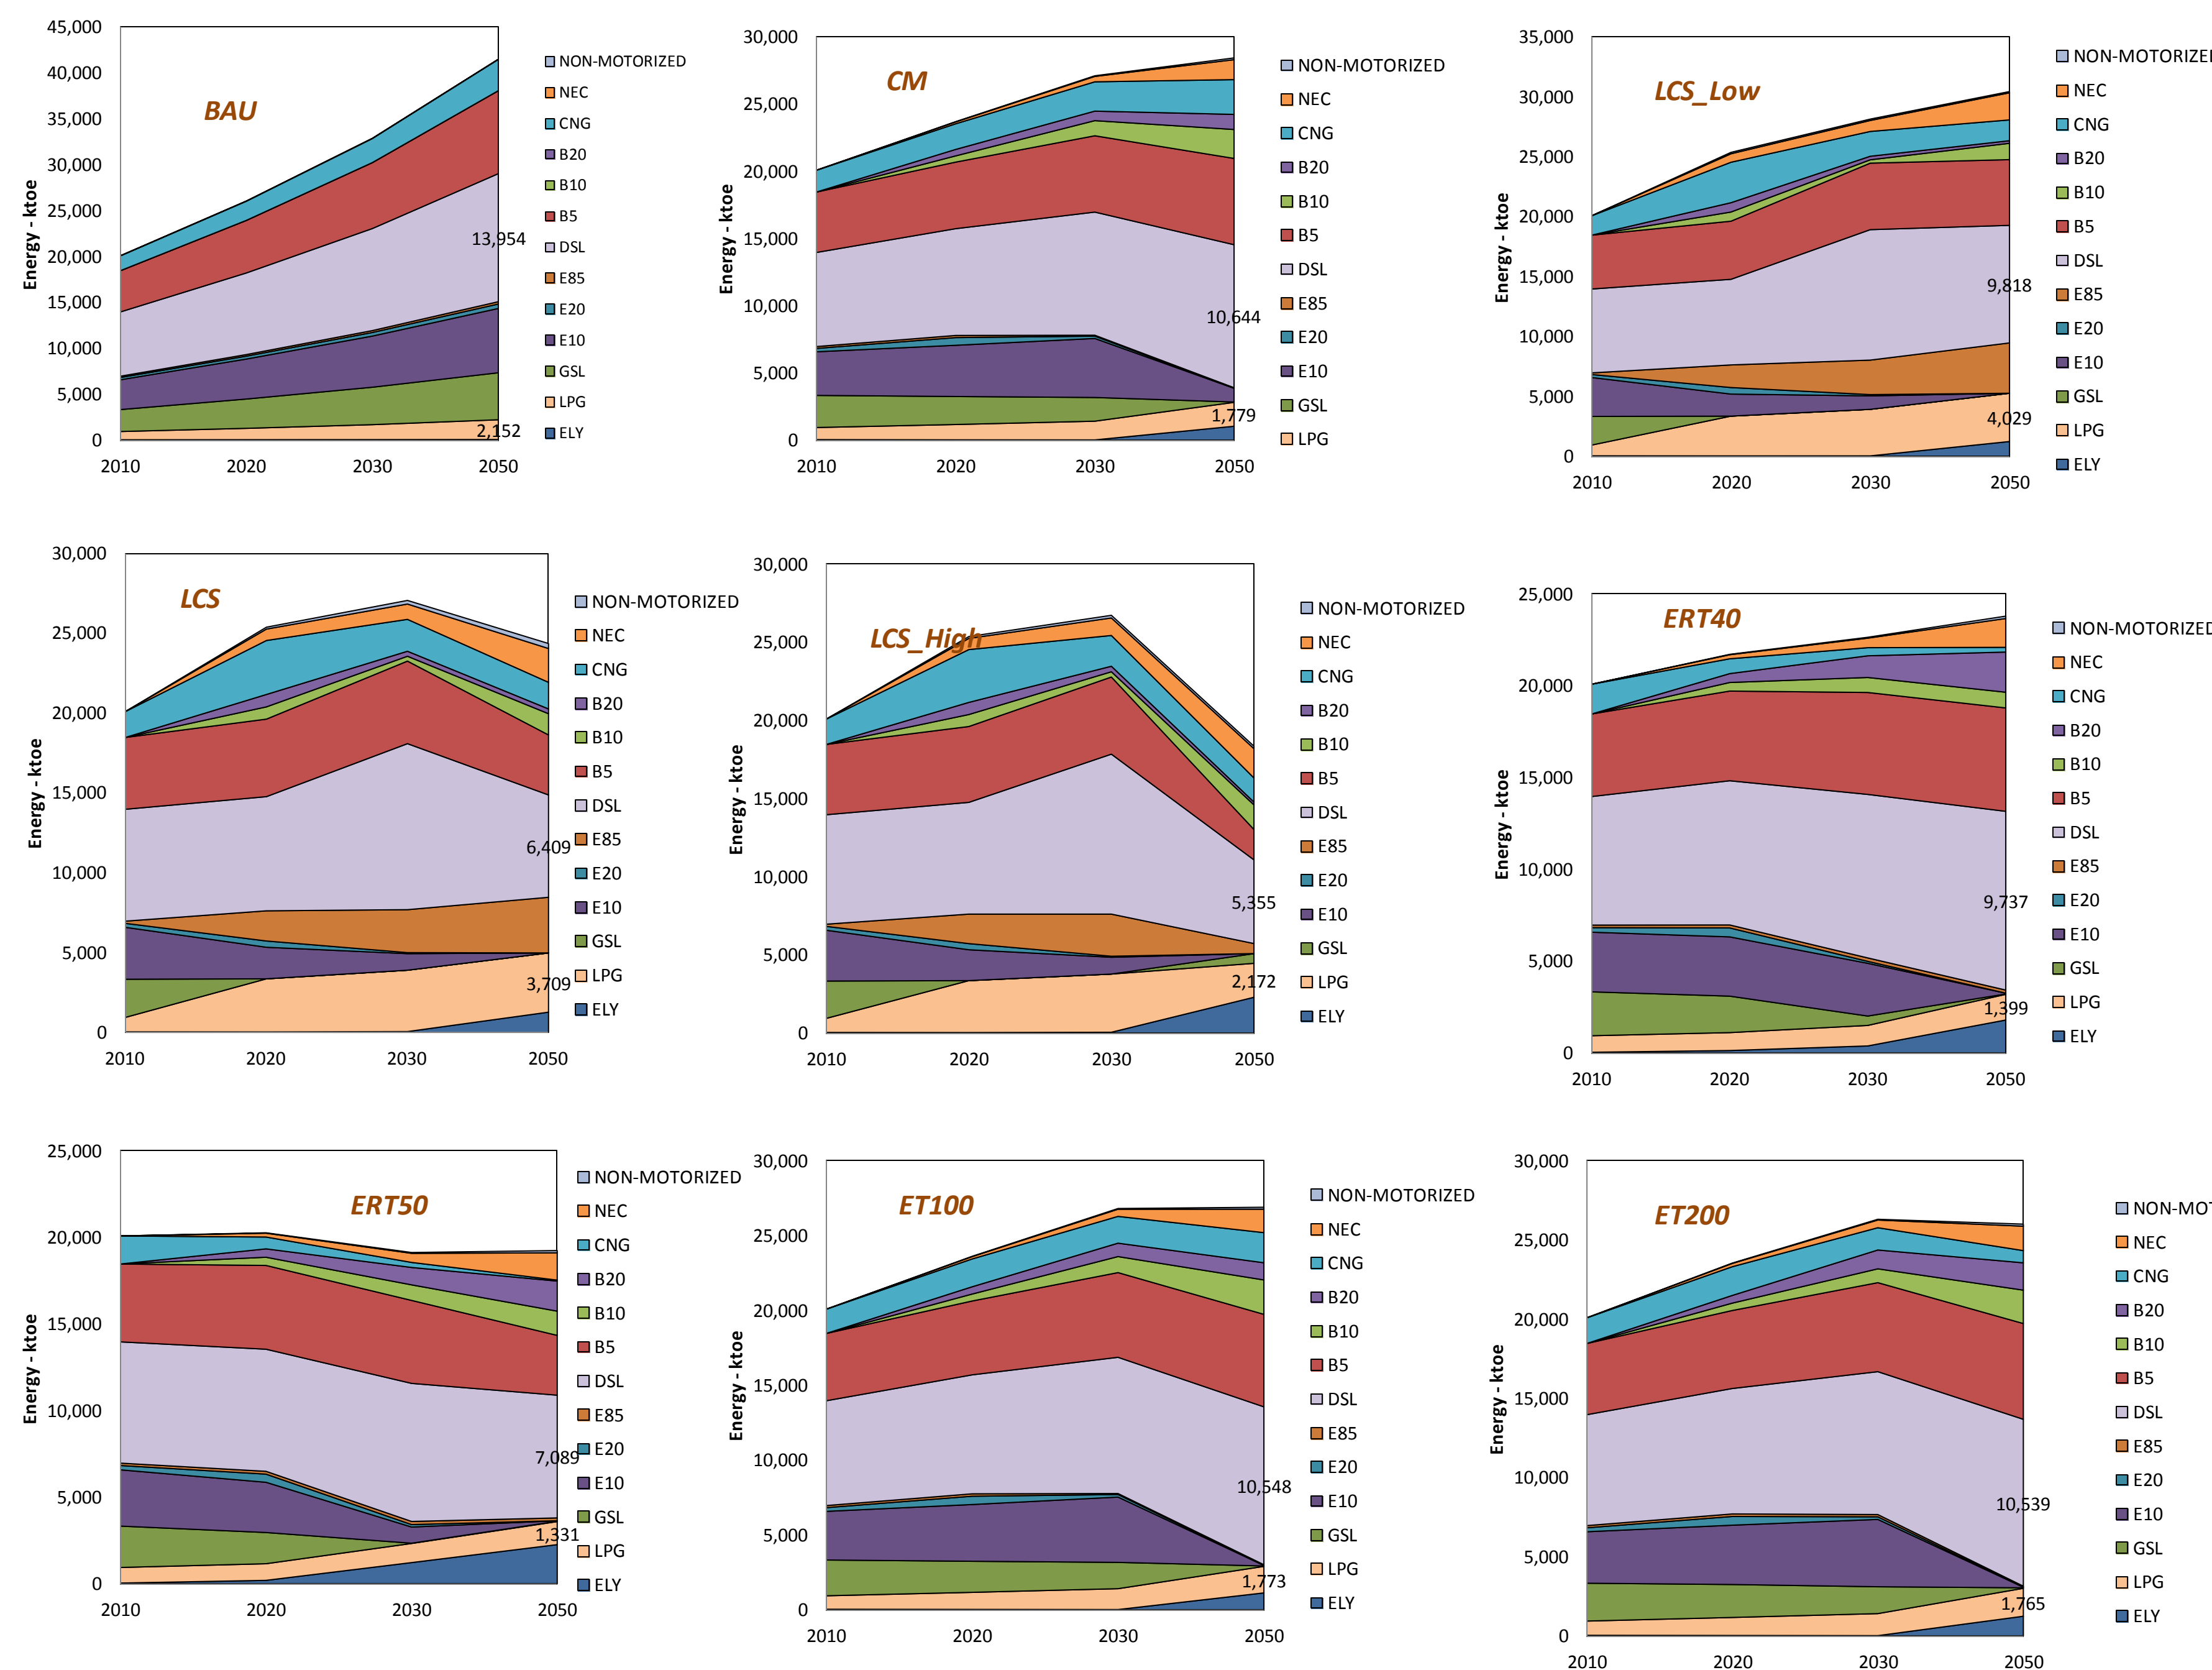 BAU
Energy - ktoe
45,000
40,000
35,000
30,000
25,000
20,000
15,000
10,000
5,000
0
2010 2020 2030 2050
13,954
2,152
NON-MOTORIZED
NEC
CNG
B20
B10
B5
DSL
E85
E20
E10
GSL
LPG
ELY
CM
Energy - ktoe
30,000
25,000
20,000
15,000
10,000
5,000
0
2010 2020 2030 2050
10,644
1,779
NON-MOTORIZED
NEC
CNG
B20
B10
B5
DSL
E85
E20
E10
GSL
LPG
LCS_Low
Energy - ktoe
35,000
30,000
25,000
20,000
15,000
10,000
5,000
0
2010 2020 2030 2050
9,818
4,029
NON-MOTORIZED
NEC
CNG
B20
B10
B5
DSL
E85
E20
E10
GSL
LPG
ELY
LCS
Energy - ktoe
30,000
25,000
20,000
15,000
10,000
5,000
0
2010 2020 2030 2050
6,409
3,709
NON-MOTORIZED
NEC
CNG
B20
B10
B5
DSL
E85
E20
E10
GSL
LPG
ELY
LCS_High
Energy - ktoe
30,000
25,000
20,000
15,000
10,000
5,000
0
2010 2020 2030 2050
5,355
2,172
NON-MOTORIZED
NEC
CNG
B20
B10
B5
DSL
E85
E20
E10
GSL
LPG
ELY
ERT40
Energy - ktoe
25,000
20,000
15,000
10,000
5,000
0
2010 2020 2030 2050
9,737
1,399
NON-MOTORIZED
NEC
CNG
B20
B10
B5
DSL
E85
E20
E10
GSL
LPG
ELY
ERT50
Energy - ktoe
25,000
20,000
15,000
10,000
5,000
0
2010 2020 2030 2050
7,089
1,331
NON-MOTORIZED
NEC
CNG
B20
B10
B5
DSL
E85
E20
E10
GSL
LPG
ELY
ET100
Energy - ktoe
30,000
25,000
20,000
15,000
10,000
5,000
0
2010 2020 2030 2050
10,548
1,773
NON-MOTORIZED
NEC
CNG
B20
B10
B5
DSL
E85
E20
E10
GSL
LPG
ELY
ET200
Energy - ktoe
30,000
25,000
20,000
15,000
10,000
5,000
0
2010 2020 2030 2050
10,539
1,765
NON-MOT
NEC
CNG
B20
B10
B5
DSL
E85
E20
E10
GSL
LPG
ELY